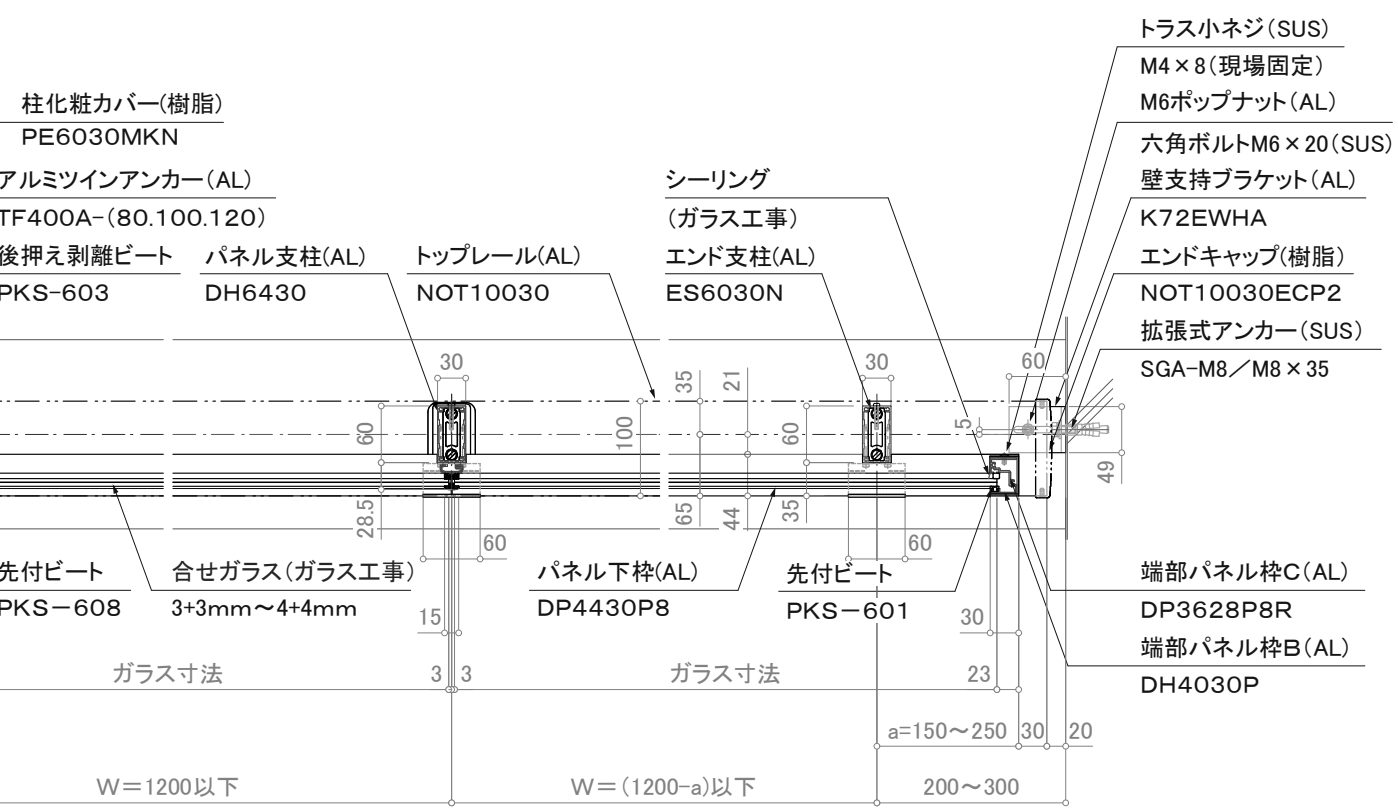 トラス小ネジ(SUS)
M4×8(現場固定)
柱化粧カバー(樹脂)
PE6030MKN
M6ポップナット(AL)
六角ボルトM6×20(SUS)
アルミツインアンカー(AL)
TF400A-(80.100.120)
シーリング
(ガラス工事)
壁支持ブラケット(AL)
K72EWHA
後押え剥離ビート
PKS-603
パネル支柱(AL)
DH6430
トップレール(AL)
NOT10030
エンド支柱(AL)
ES6030N
エンドキャップ(樹脂)
NOT10030ECP2
拡張式アンカー(SUS)
SGA-M8/M8×35
30
30
60
35
21
60
100
60
5
49
28.5
65
44
35
60
60
先付ビート
PKS-608
合せガラス(ガラス工事)
3+3mm~4+4mm
パネル下枠(AL)
DP4430P8
先付ビート
PKS-601
端部パネル枠C(AL)
DP3628P8R
端部パネル枠B(AL)
DH4030P
15
30
ガラス寸法
3
3
ガラス寸法
23
a=150~250
30
20
W=1200以下
W=(1200-a)以下
200~300